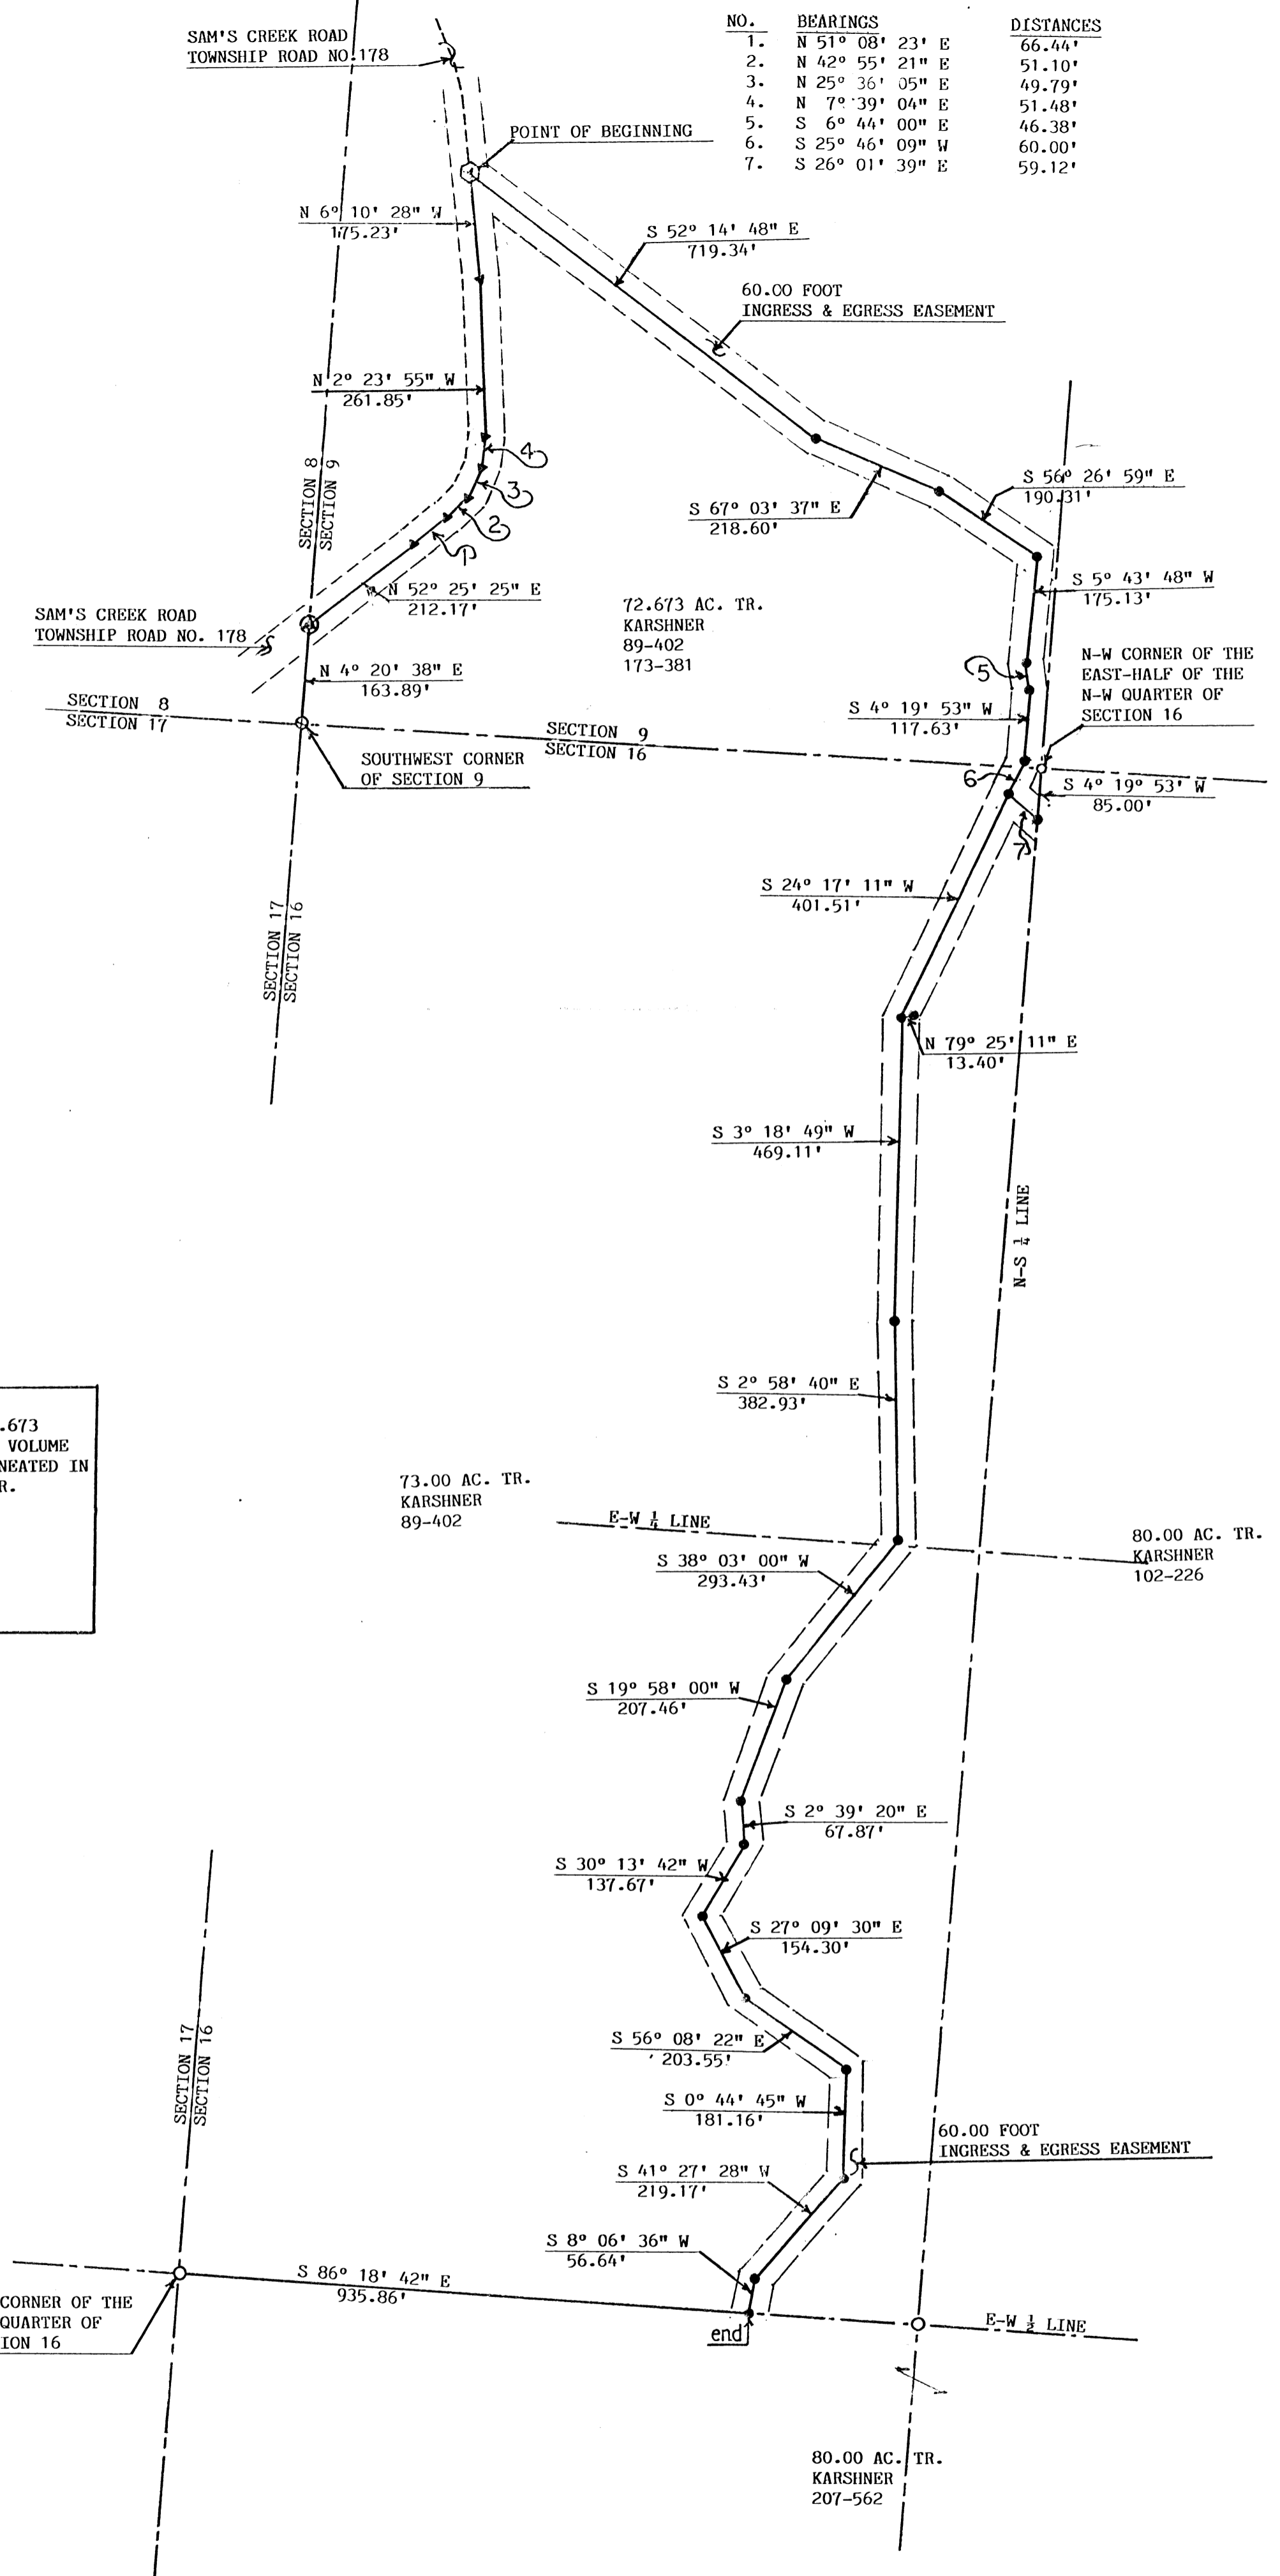 NO. BEARINGS DISTANCES
1. N 51° 08' 23' E 66.44'
2. N 42° 55' 21" E 51.10'
3. N 25° 36' 05" E 49.79'
4. N 7° 39' 04" E 51.48'
5. S 6° 44' 00" E 46.38'
6. S 25° 46' 09" W 60.00'
7. S 26° 01' 39" E 59.12'
SAM'S CREEK ROAD
TOWNSHIP ROAD NO. 178
POINT OF BEGINNING
N 6° 10' 28" W
175.23'
S 52° 14' 48" E
719.34'
60.00 FOOT
INGRESS & EGRESS EASEMENT
N 2° 23' 55" W
261.85'
4
3
2
1
SECTION 8
SECTION 9
S 56° 26' 59" E
190.31'
S 67° 03' 37" E
218.60'
N 52° 25' 25" E
212.17'
S 5° 43' 48" W
175.13'
SAM'S CREEK ROAD
TOWNSHIP ROAD NO. 178
72.673 AC. TR.
KARSHNER
89-402
173-381
N 4° 20' 38" E
163.89'
5
N-W CORNER OF THE
EAST-HALF OF THE
N-W QUARTER OF
SECTION 16
SECTION 8
SECTION 17
S 4° 19' 53" W
117.63'
SECTION 9
SECTION 16
SOUTHWEST CORNER
OF SECTION 9
6
S 4° 19' 53' W
85.00'
7
S 24° 17' 11" W
401.51'
SECTION 17
SECTION 16
N 79° 25' 11" E
13.40'
S 3° 18' 49" W
469.11'
N-S ¼ LINE
S 2° 58' 40" E
382.93'
.673
VOLUME
NEATED IN
R.
73.00 AC. TR.
KARSHNER
89-402
E-W ¼ LINE
80.00 AC. TR.
KARSHNER
102-226
S 38° 03' 00" W
293.43'
S 19° 58' 00" W
207.46'
S 2° 39' 20" E
67.87'
S 30° 13' 42" W
137.67'
S 27° 09' 30" E
154.30'
SECTION 17
SECTION 16
S 56° 08' 22" E
203.55'
S 0° 44' 45" W
181.16'
60.00 FOOT
INGRESS & EGRESS EASEMENT
S 41° 27' 28" W
219.17'
S 8° 06' 36" W
56.64'
S 86° 18' 42" E
935.86'
CORNER OF THE
QUARTER OF
ION 16
end
E-W ½ LINE
80.00 AC. TR.
KARSHNER
207-562